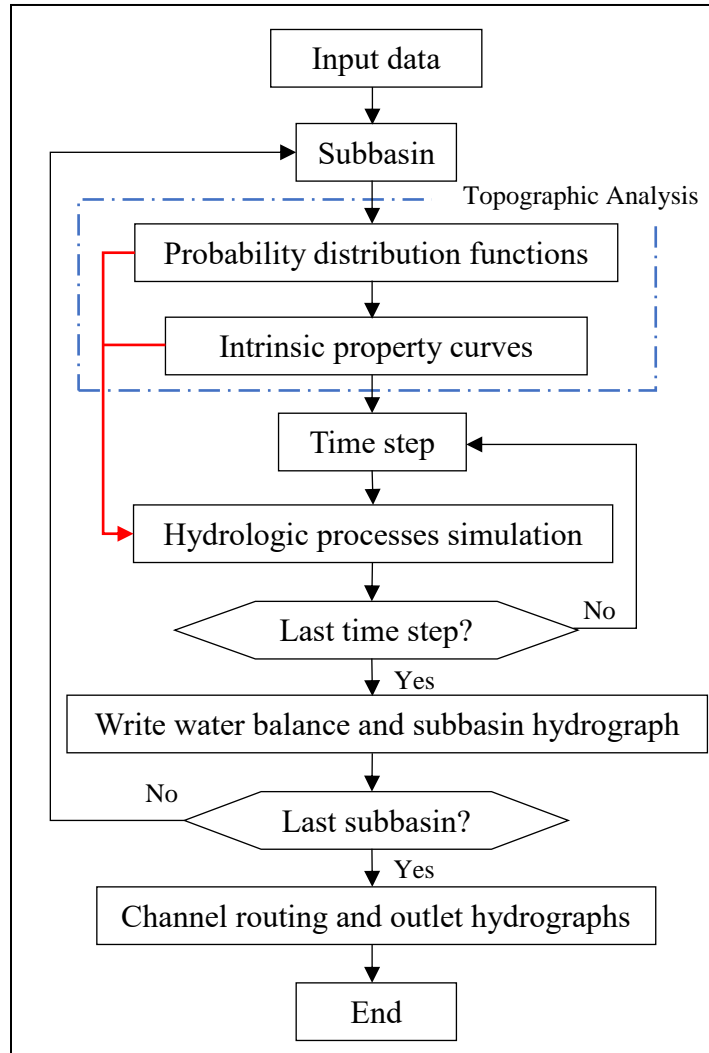 Input data
Subbasin
Topographic Analysis
Probability distribution functions
Intrinsic property curves
Time step
Hydrologic processes simulation
Last time step?
No
Yes
Write water balance and subbasin hydrograph
No
Last subbasin?
Yes
Channel routing and outlet hydrographs
End